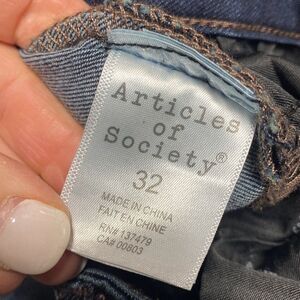 Articles
of
Society®
32
MADE IN CHINA
FAIT EN CHINE
RN# 137479
CA# 00803